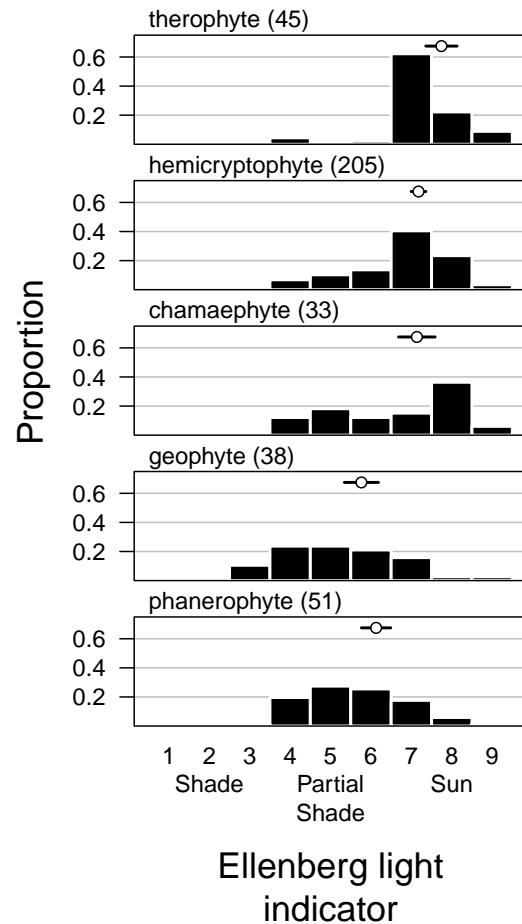 therophyte (45)
0.6
0.4
0.2
hemicryptophyte (205)
0.6
0.4
0.2
chamaephyte (33)
0.6
0.4
0.2
geophyte (38)
0.6
0.4
0.2
phanerophyte (51)
0.6
0.4
0.2
Proportion
1 2 3 4 5 6 7 8 9
Shade Partial Sun
Shade
Ellenberg light
indicator